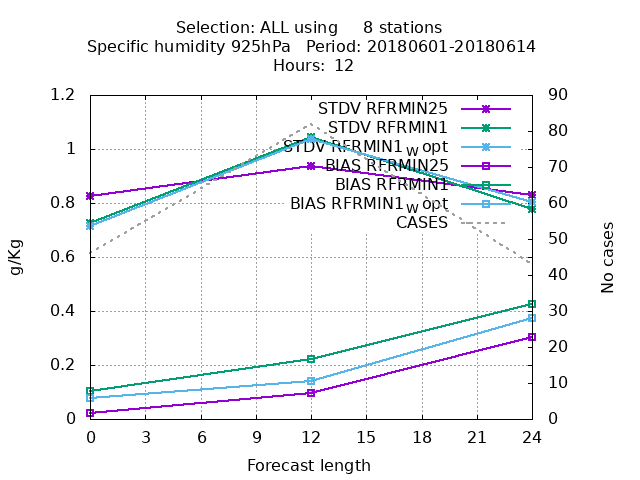 Selection: ALL using 8 stations
Specific humidity 925hPa Period: 20180601-20180614
Hours: 12
1.2
90
STDV RFRMIN25
STDV RFRMIN1
80
1
STDV RFRMIN1w opt
70
BIAS RFRMIN25
BIAS RFRMIN1
0.8
60
BIAS RFRMIN1w opt
CASES
50
0.6
g/Kg
No cases
40
0.4
30
20
0.2
10
0
0
0 3 6 9 12 15 18 21 24
Forecast length